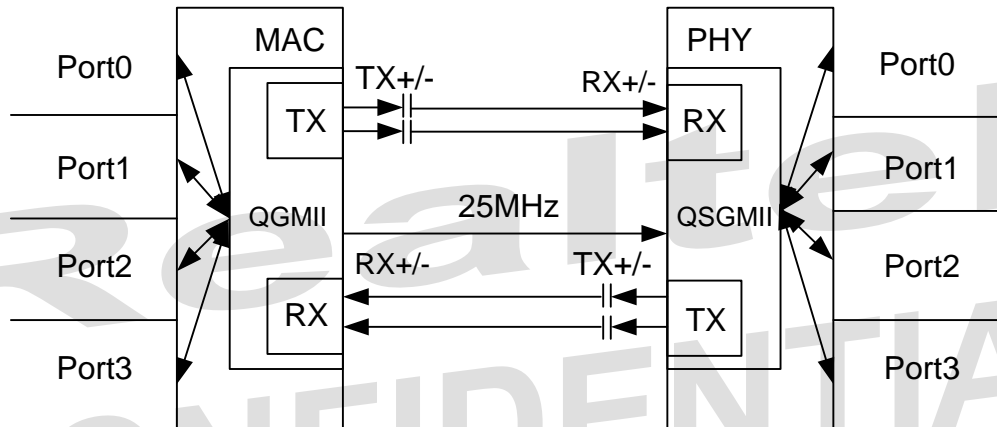 MAC
PHY
Port0
Port1
Port2
Port3
TX+/-
RX+/-
TX
RX
QGMII
25MHz
QSGMII
RX+/-
TX+/-
RX
TX
Port0
Port1
Port2
Port3
Realtek
CONFIDENTIAL